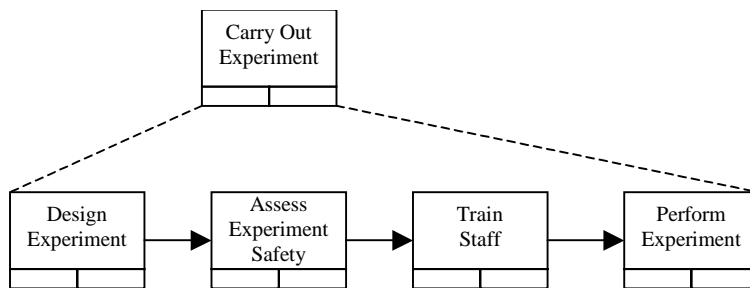 Carry Out
Experiment
Design
Experiment
Assess
Experiment
Safety
Train
Staff
Perform
Experiment